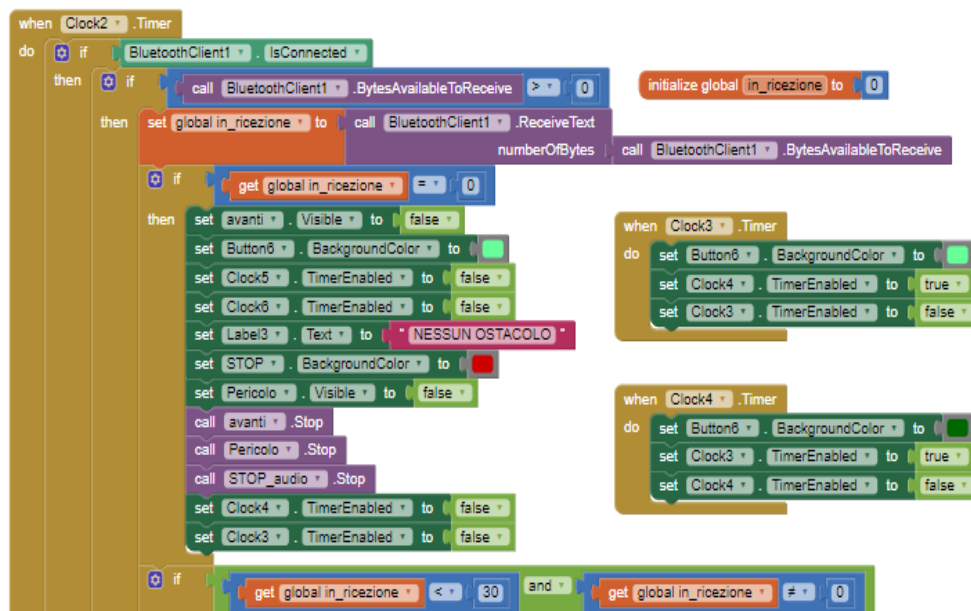 when Clock2 .Timer
do if BluetoothClient1 . IsConnected
then if call BluetoothClient1 .BytesAvailableToReceive > 0
initialize global in_ricezione to 0
then set global in_ricezione to call BluetoothClient1 .ReceiveText
numberOfBytes call BluetoothClient1 .BytesAvailableToReceive
if get global in_ricezione = 0
then set avanti . Visible to false
set Button6 . BackgroundColor to
set Clock5 . TimerEnabled to false
set Clock6 . TimerEnabled to false
set Label3 . Text to " NESSUN OSTACOLO "
set STOP . BackgroundColor to
set Pericolo . Visible to false
call avanti .Stop
call Pericolo .Stop
call STOP_audio .Stop
set Clock4 . TimerEnabled to false
set Clock3 . TimerEnabled to false
if get global in_ricezione < 30 and get global in_ricezione ≠ 0
when Clock3 .Timer
do set Button6 . BackgroundColor to
set Clock4 . TimerEnabled to true
set Clock3 . TimerEnabled to false
when Clock4 .Timer
do set Button6 . BackgroundColor to
set Clock3 . TimerEnabled to true
set Clock4 . TimerEnabled to false